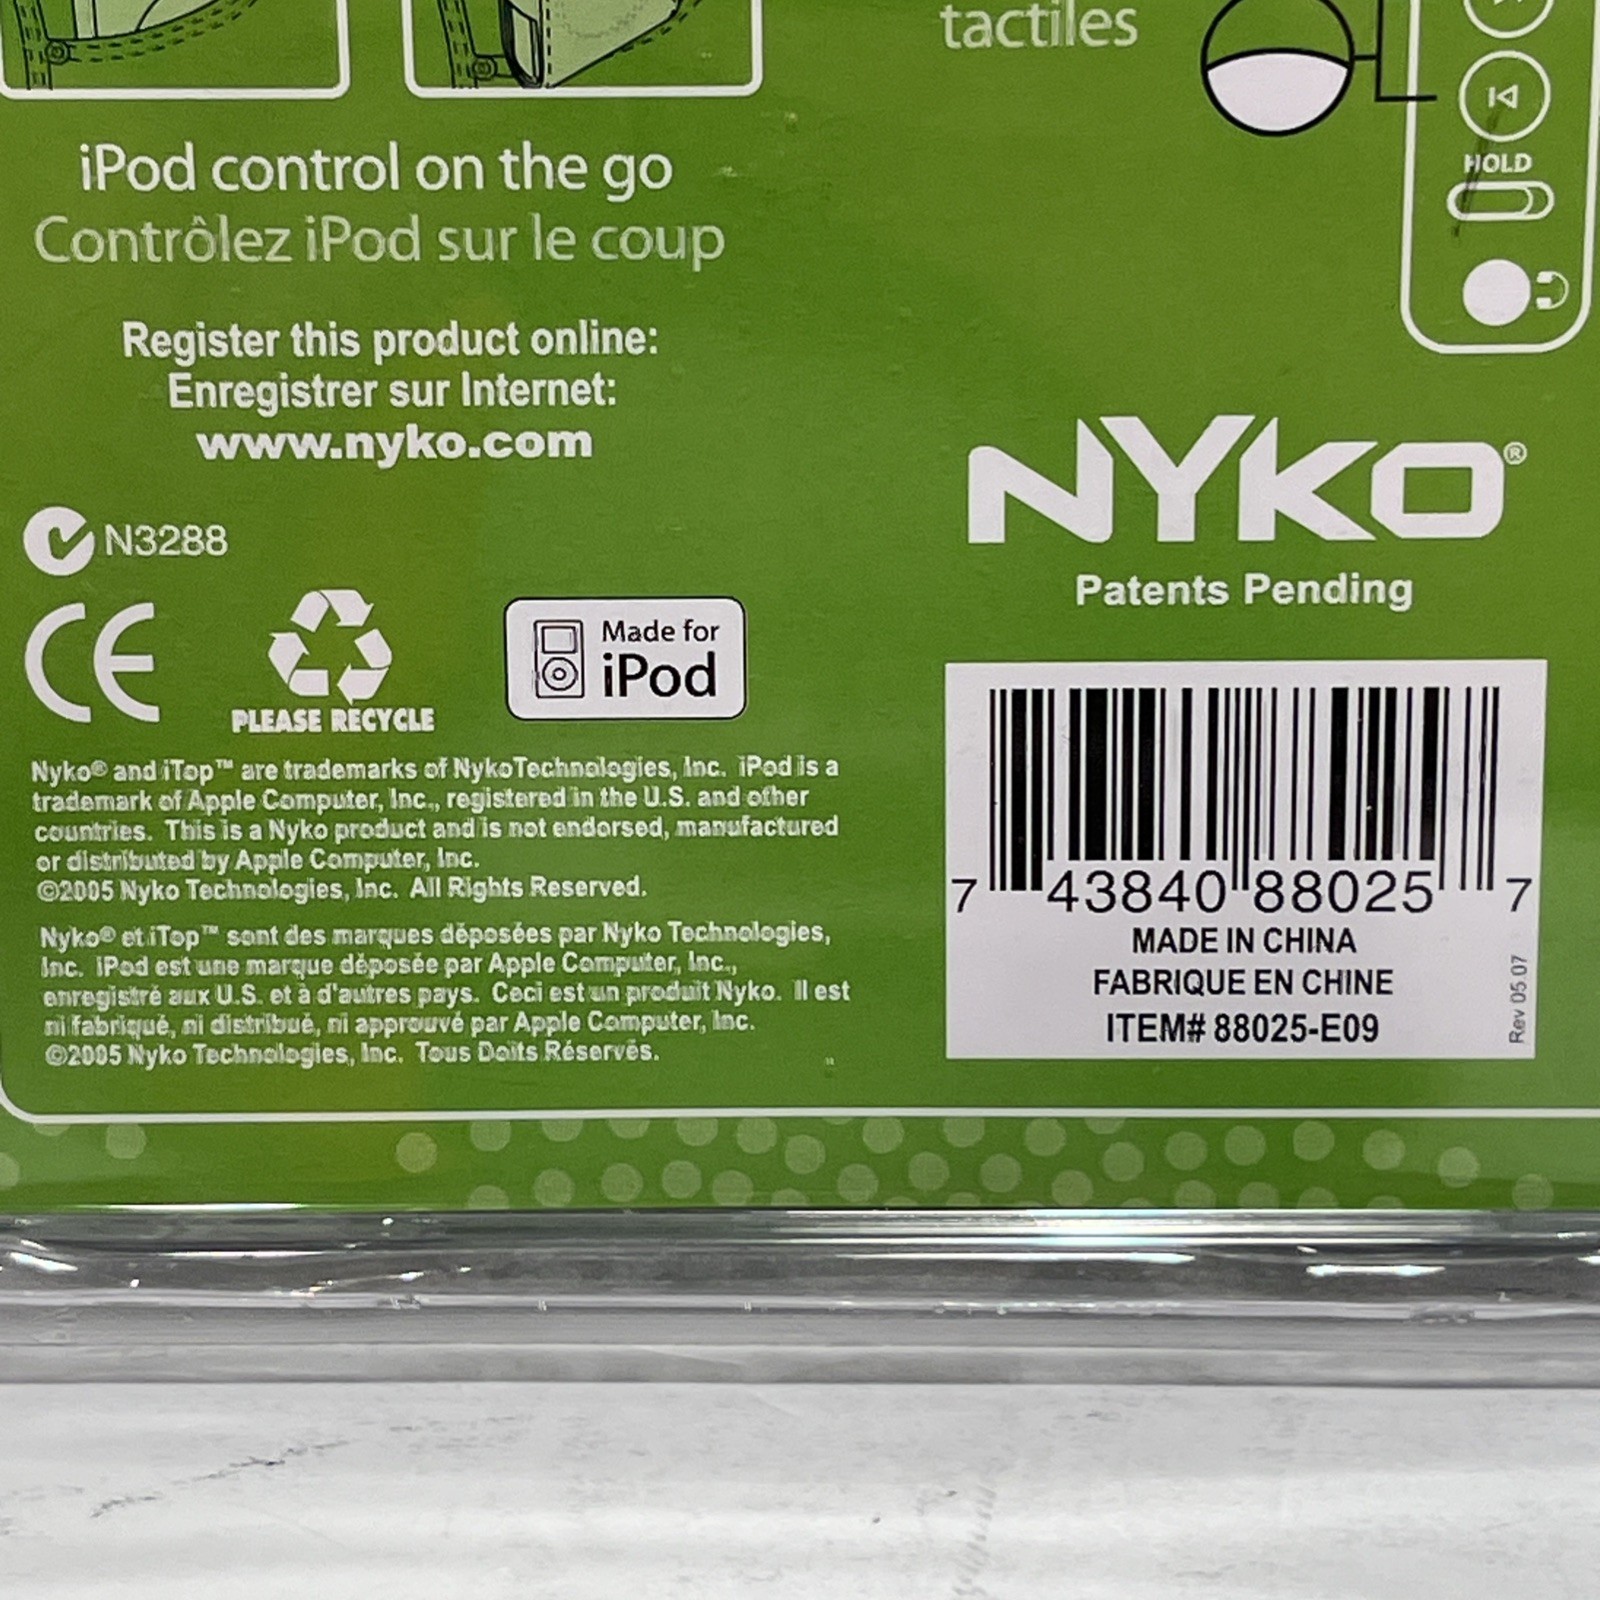 tactiles
HOLD
iPod control on the go
Contrôlez iPod sur le coup
Register this product online:
Enregistrer sur Internet:
www.nyko.com
N3288
CE
PLEASE RECYCLE
Made for
iPod
Nyko® and iTop™ are trademarks of Nyko Technologies, Inc. iPod is a
trademark of Apple Computer, Inc., registered in the U.S. and other
countries. This is a Nyko product and is not endorsed, manufactured
or distributed by Apple Computer, Inc.
©2005 Nyko Technologies, Inc. All Rights Reserved.
Nyko® et iTop™ sont des marques déposées par Nyko Technologies,
Inc. iPod est une marque déposée par Apple Computer, Inc.,
enregistré aux U.S. et à d'autres pays. Ceci est un produit Nyko. Il est
ni fabriqué, ni distribué, ni approuvé par Apple Computer, Inc.
©2005 Nyko Technologies, Inc. Tous Doits Réservés.
NYKO®
Patents Pending
7 43840 88025 7
MADE IN CHINA
FABRIQUE EN CHINE
ITEM# 88025-E09
Rev 05.07